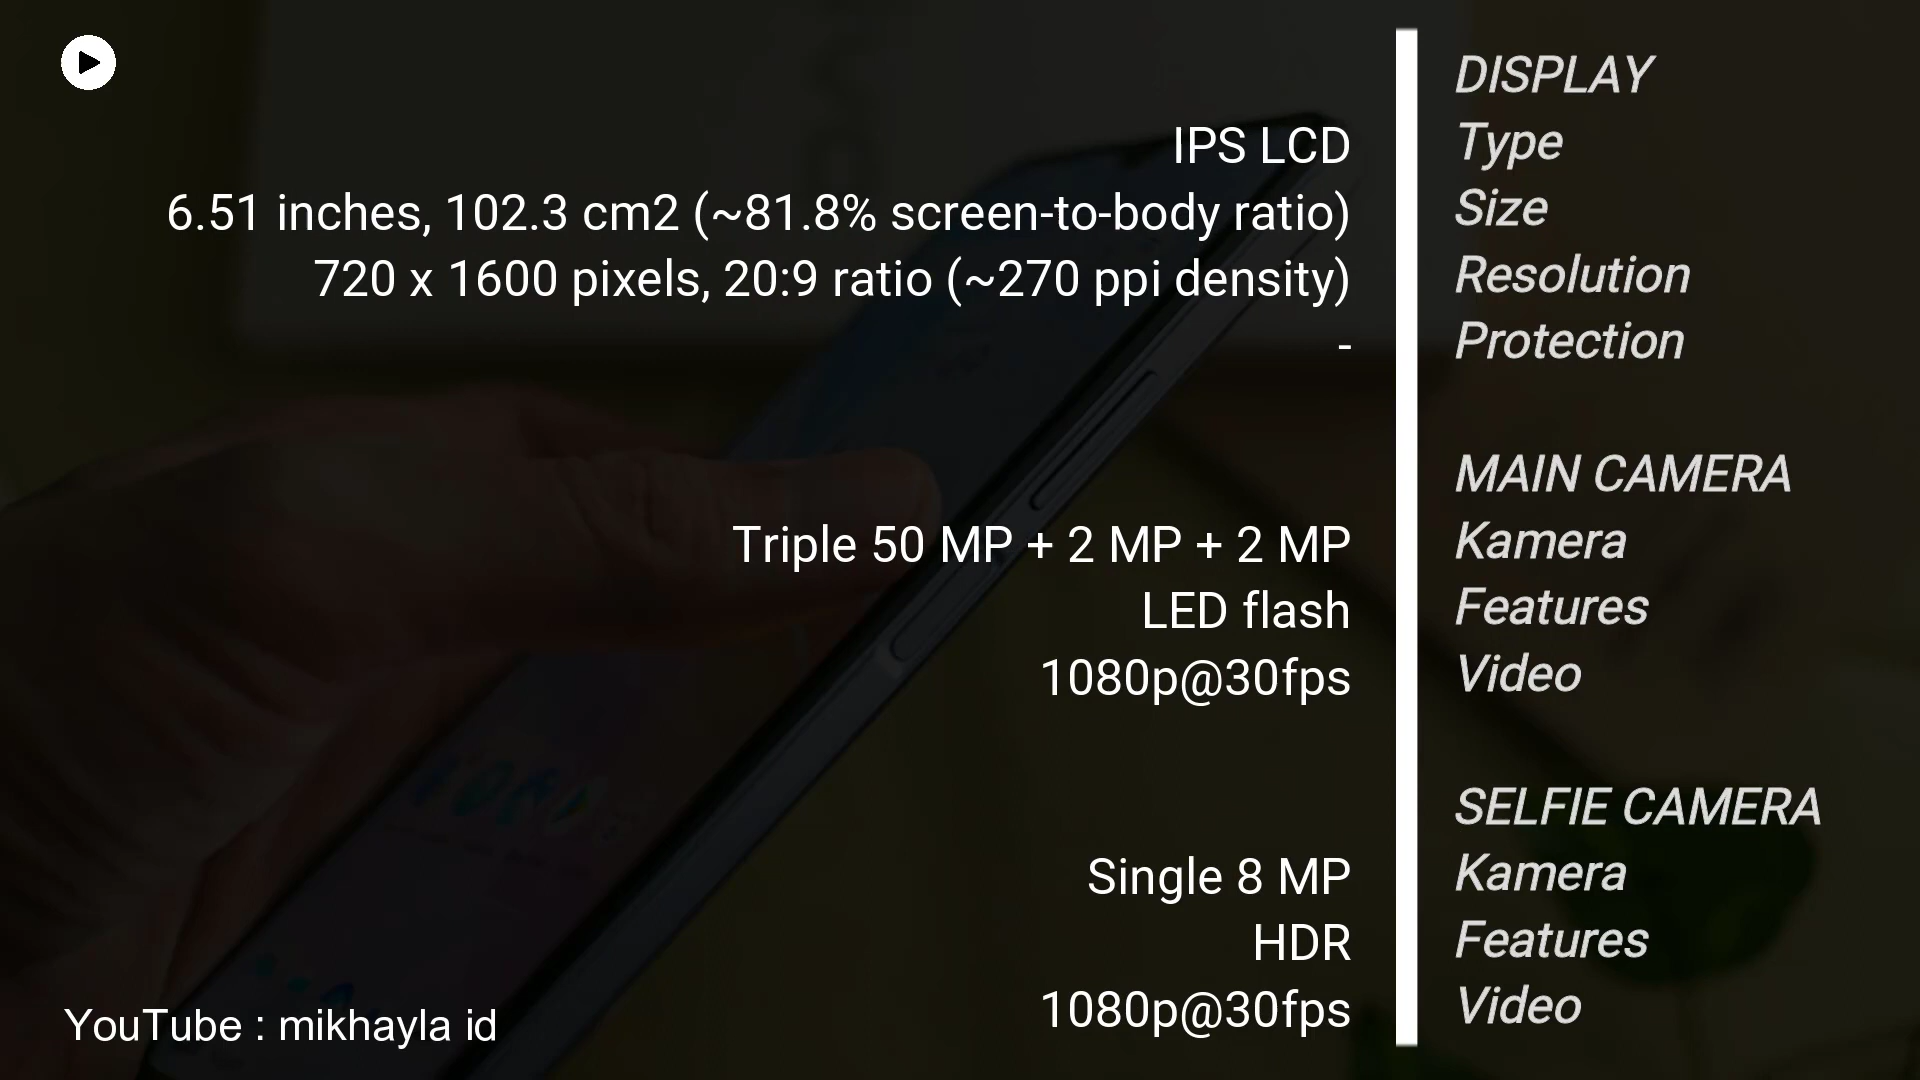 DISPLAY
IPS LCD Type
6.51 inches, 102.3 cm2 (~81.8% screen-to-body ratio) Size
720 x 1600 pixels, 20:9 ratio (~270 ppi density) Resolution
- Protection
MAIN CAMERA
Triple 50 MP + 2 MP + 2 MP Kamera
LED flash Features
1080p@30fps Video
SELFIE CAMERA
Single 8 MP Kamera
HDR Features
1080p@30fps Video
YouTube : mikhayla id